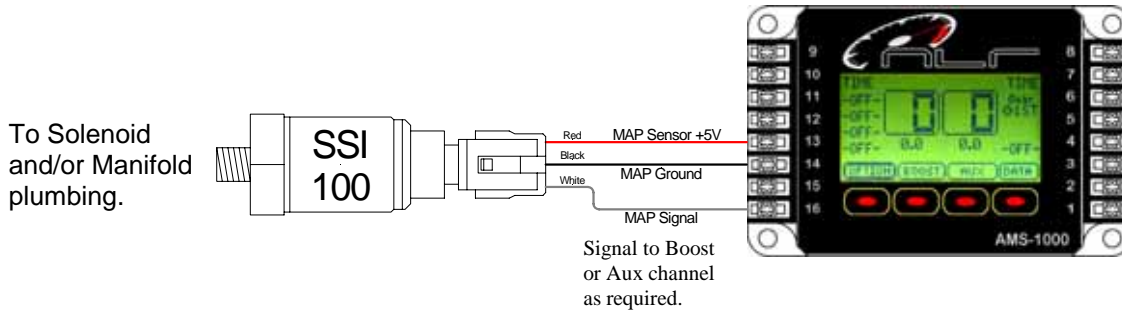 To Solenoid
and/or Manifold
plumbing.
SSI
100
Red
MAP Sensor +5V
Black
MAP Ground
White
MAP Signal
Signal to Boost
or Aux channel
as required.
9
10
11
12
13
14
15
16
8
7
6
5
4
3
2
1
TIME
TIME
-OFF-
-OFF-
-OFF-
-OFF-
0
0
0.0
0.0
DIST
-OFF-
OPTION
BOOST
AUX
DATA
AMS-1000